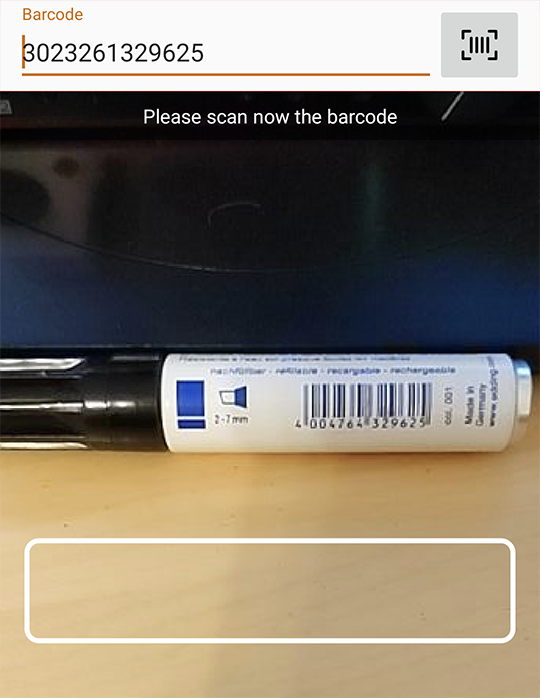 Barcode
3023261329625
Please scan now the barcode
nachfüllbar - refillable - recargable - rechargeable
2-7 mm
4 004764 329625
col. 001
Made in
Germany